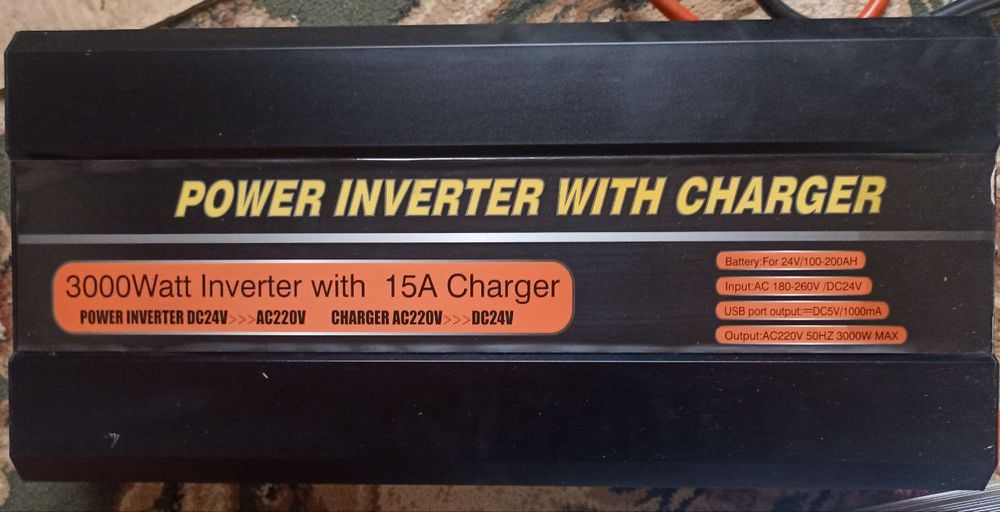 POWER INVERTER WITH CHARGER
3000Watt Inverter with 15A Charger
POWER INVERTER DC24V>>>AC220V CHARGER AC220V>>>DC24V
Battery:For 24V/100-200AH
Input:AC 180-260V /DC24V
USB port output:⎓DC5V/1000mA
Output:AC220V 50HZ 3000W MAX